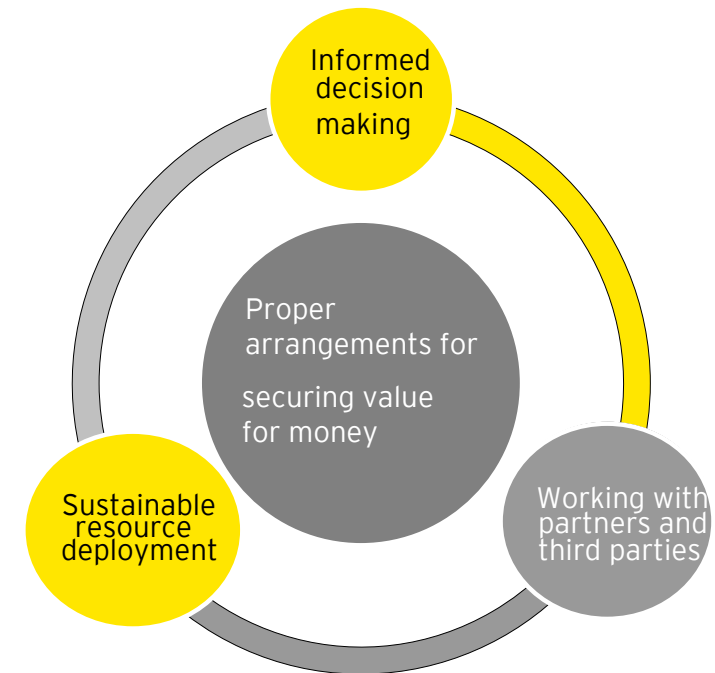 Informed
decision
making
Proper
arrangements for
securing value
for money
Sustainable
resource
deployment
Working with
partners and
third parties